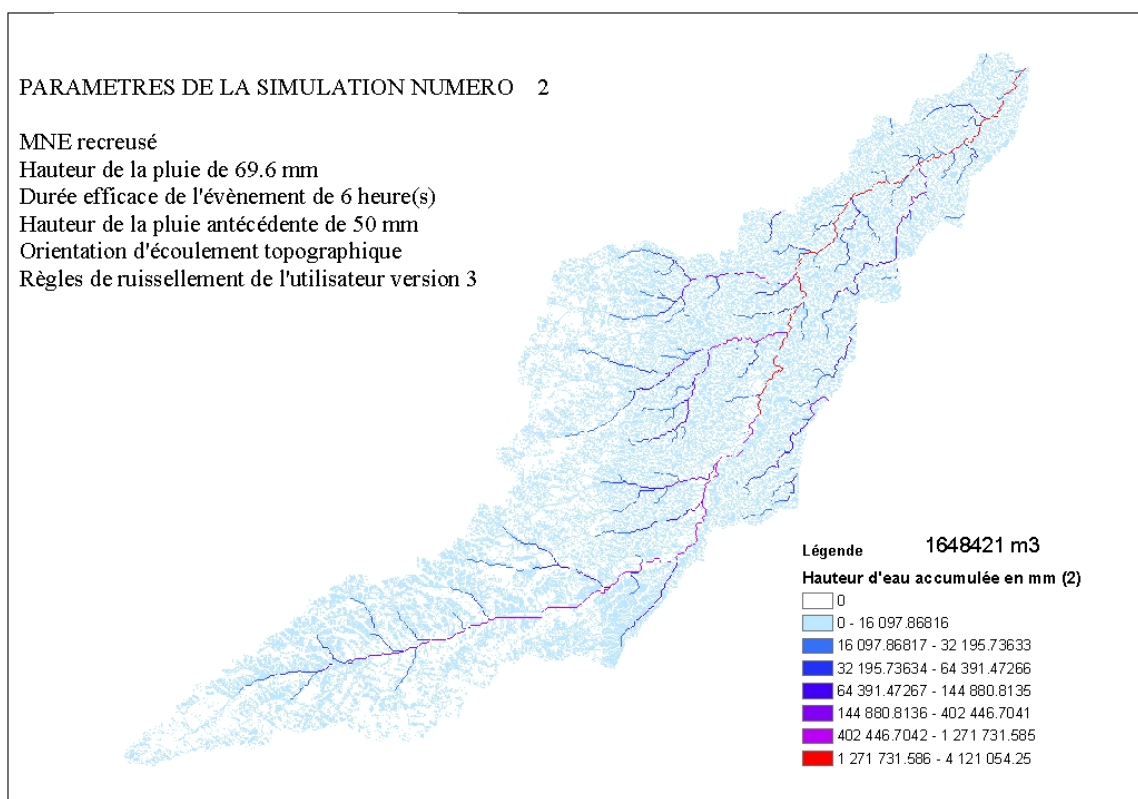 PARAMETRES DE LA SIMULATION NUMERO 2
MNE recreusé
Hauteur de la pluie de 69.6 mm
Durée efficace de l'évènement de 6 heure(s)
Hauteur de la pluie antécédente de 50 mm
Orientation d'écoulement topographique
Règles de ruissellement de l'utilisateur version 3
Légende 1648421 m3
Hauteur d'eau accumulée en mm (2)
0
0 - 16 097.86816
16 097.86817 - 32 195.73633
32 195.73634 - 64 391.47266
64 391.47267 - 144 880.8135
144 880.8136 - 402 446.7041
402 446.7042 - 1 271 731.585
1 271 731.586 - 4 121 054.25